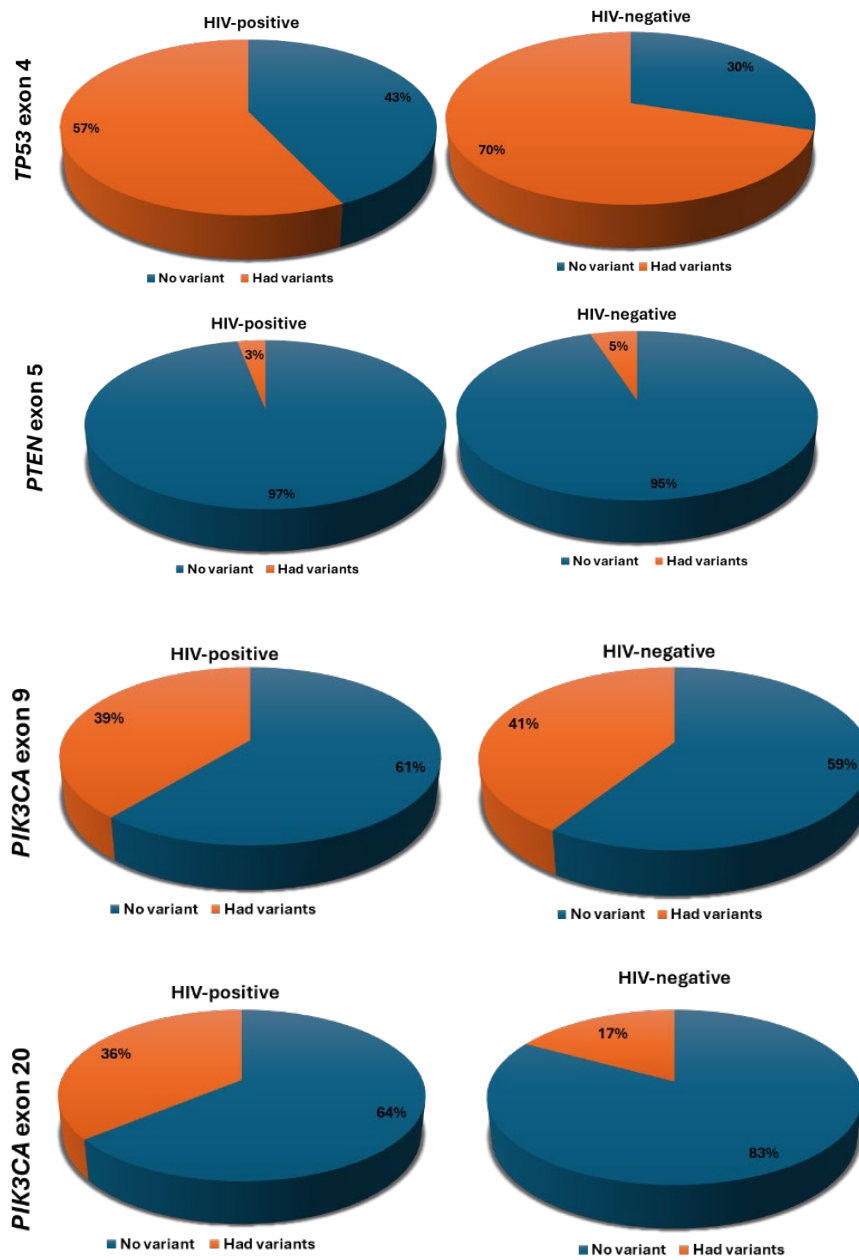 HIV-positive
HIV-negative
TP53 exon 4
43%
57%
30%
70%
No variant Had variants
No variant Had variants
HIV-positive
HIV-negative
PTEN exon 5
3%
97%
5%
95%
No variant Had variants
No variant Had variants
HIV-positive
HIV-negative
PIK3CA exon 9
39%
61%
41%
59%
No variant Had variants
No variant Had variants
HIV-positive
HIV-negative
PIK3CA exon 20
36%
64%
17%
83%
No variant Had variants
No variant Had variants